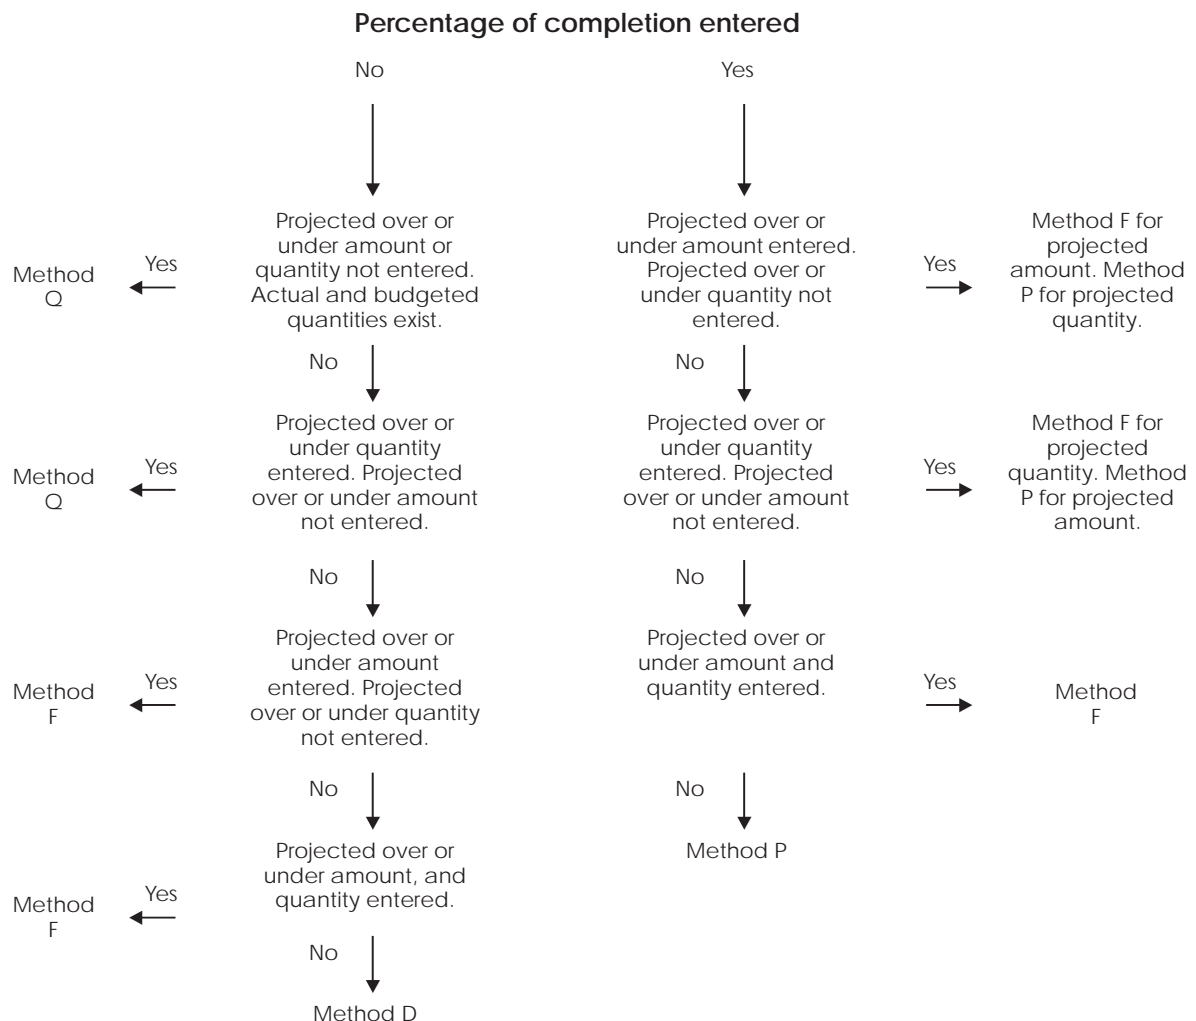 Percentage of completion entered
No
Yes
Projected over or
under amount or
quantity not entered.
Actual and budgeted
quantities exist.
Yes
Method
Q
Projected over or
under amount entered.
Projected over or
under quantity not
entered.
Yes
Method F for
projected
amount. Method
P for projected
quantity.
No
No
Projected over or
under quantity
entered. Projected
over or under amount
not entered.
Yes
Method
Q
Projected over or
under quantity
entered. Projected
over or under amount
not entered.
Yes
Method F for
projected
quantity. Method
P for projected
amount.
No
No
Projected over or
under amount
entered. Projected
over or under quantity
not entered.
Yes
Method
F
Projected over or
under amount and
quantity entered.
Yes
Method
F
No
No
Projected over or
under amount, and
quantity entered.
Yes
Method
F
Method P
No
Method D